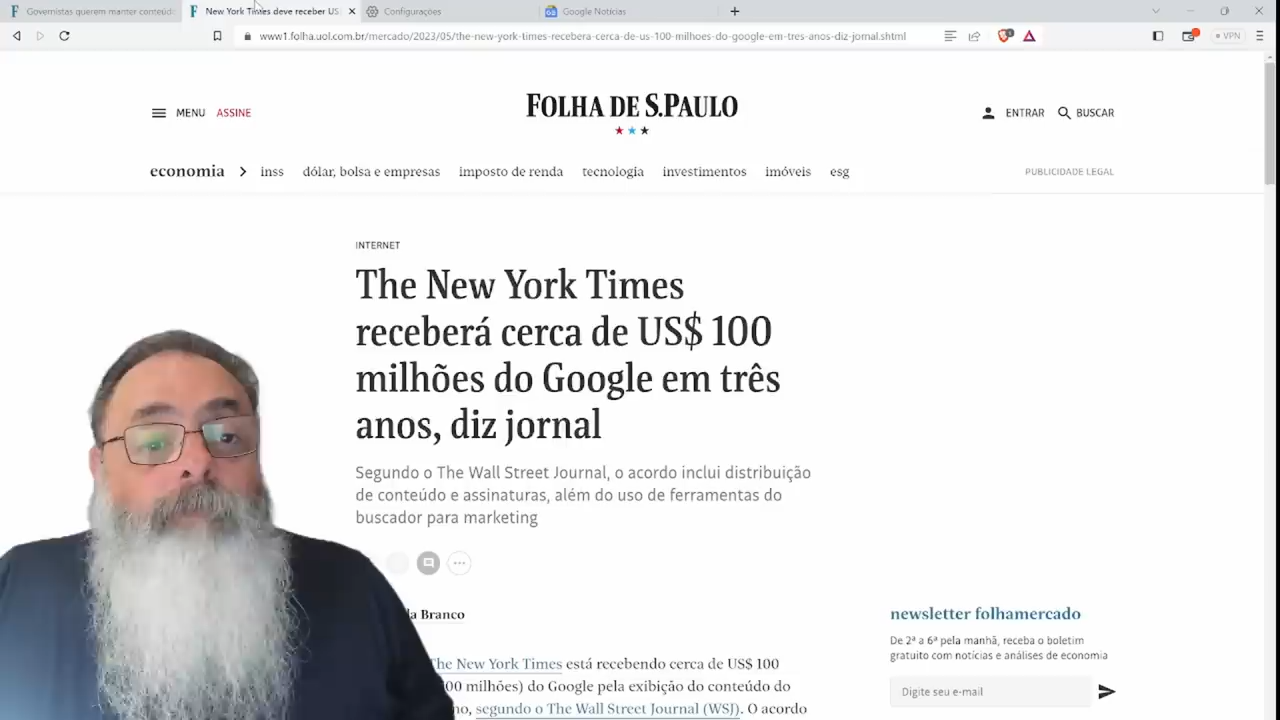 Governistas querem manter conteúd
New York Times deve receber US
Configurações
Google Notícias
www1.folha.uol.com.br/mercado/2023/05/the-new-york-times-recebera-cerca-de-us-100-milhoes-do-google-em-tres-anos-diz-jornal.shtml
VPN
MENU ASSINE
FOLHA DE S.PAULO
ENTRAR BUSCAR
economia inss dólar, bolsa e empresas imposto de renda tecnologia investimentos imóveis esg
PUBLICIDADE LEGAL
INTERNET
The New York Times
receberá cerca de US$ 100
milhões do Google em três
anos, diz jornal
Segundo o The Wall Street Journal, o acordo inclui distribuição
de conteúdo e assinaturas, além do uso de ferramentas do
buscador para marketing
Branco
The New York Times está recebendo cerca de US$ 100
00 milhões) do Google pela exibição do conteúdo do
segundo o The Wall Street Journal (WSJ). O acordo
newsletter folhamercado
De 2ª a 6ª pela manhã, receba o boletim
gratuito com notícias e análises de economia
Digite seu e-mail